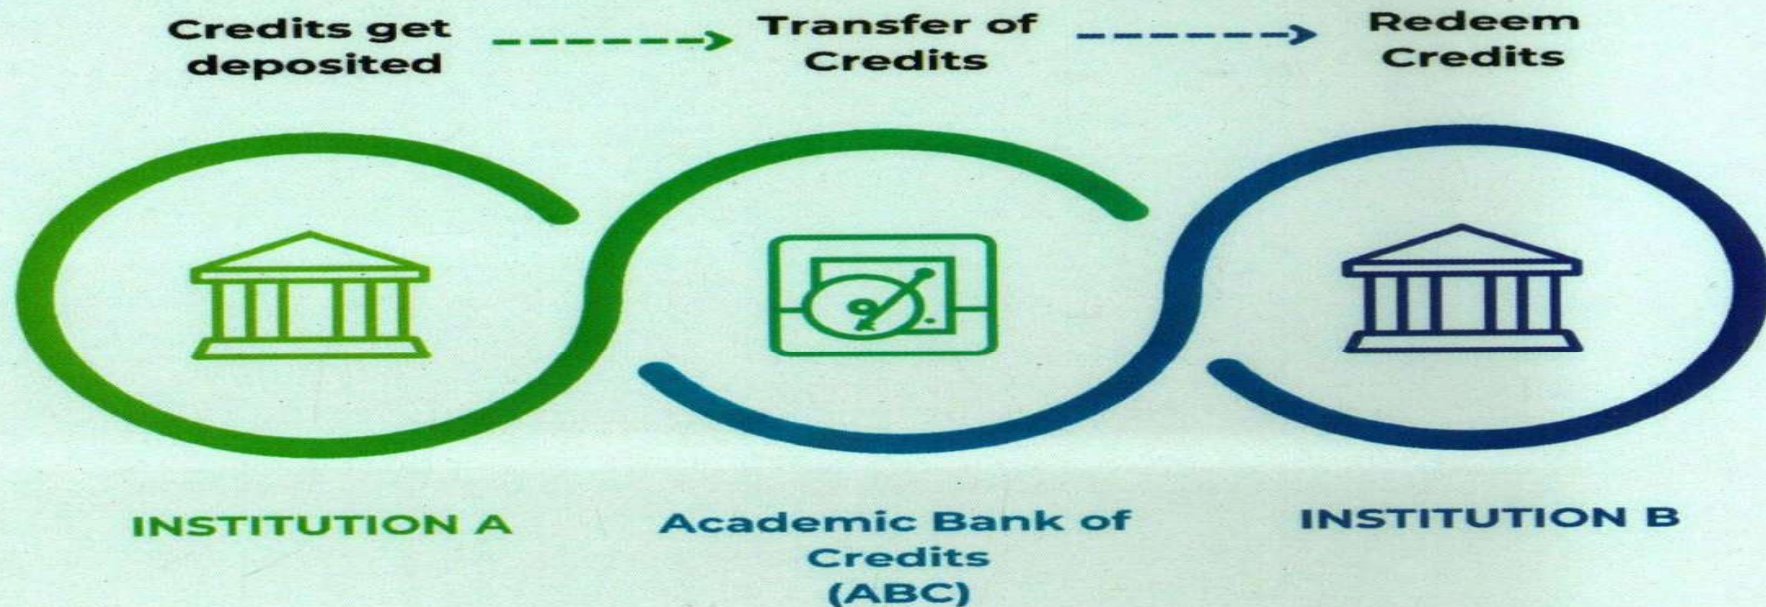 Credits get
deposited
Transfer of
Credits
Redeem
Credits
INSTITUTION A
Academic Bank of
Credits
(ABC)
INSTITUTION B